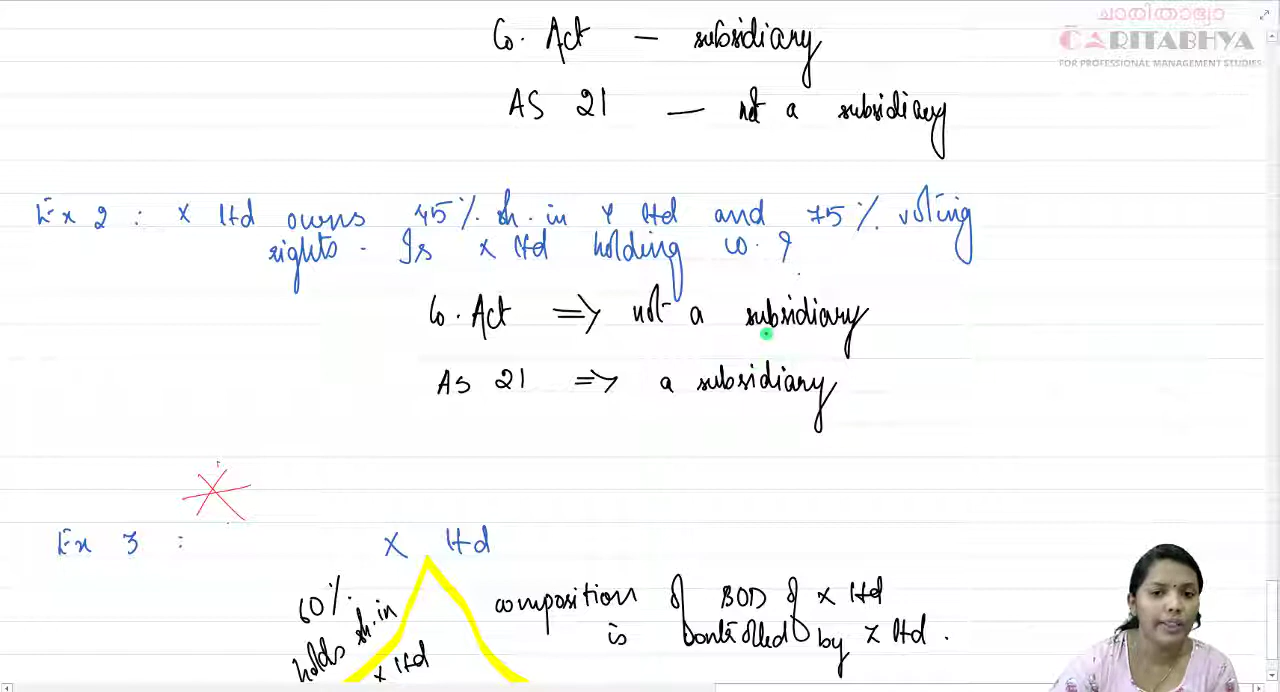 ചാരിതാഭ്യാ
CARITABHYA
FOR PROFESSIONAL MANAGEMENT STUDIES
Co. Act — subsidiary
AS 21 — not a subsidiary
Ex 2 : X ltd owns 45% sh. in Y ltd and 75% voting
rights. Is X ltd holding co. ?
Co. Act => not a subsidiary
AS 21 => a subsidiary
Ex 3 : X ltd
60%
holds sh. in
X ltd
composition of BOD of X ltd
is controlled by Z ltd.